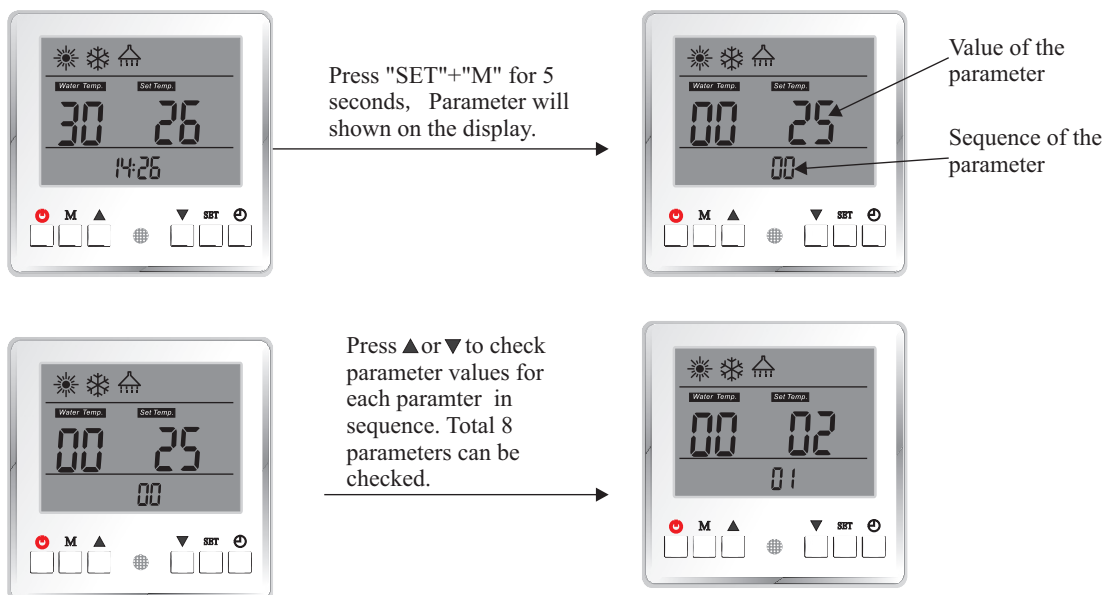 Water Temp. Set Temp.
30 26
14:26
M SET
Press "SET"+"M" for 5
seconds, Parameter will
shown on the display.
Water Temp. Set Temp.
00 25
00
M SET
Value of the
parameter
Sequence of the
parameter
Water Temp. Set Temp.
00 25
00
M SET
Press ▲or▼to check
parameter values for
each paramter in
sequence. Total 8
parameters can be
checked.
Water Temp. Set Temp.
00 02
01
M SET